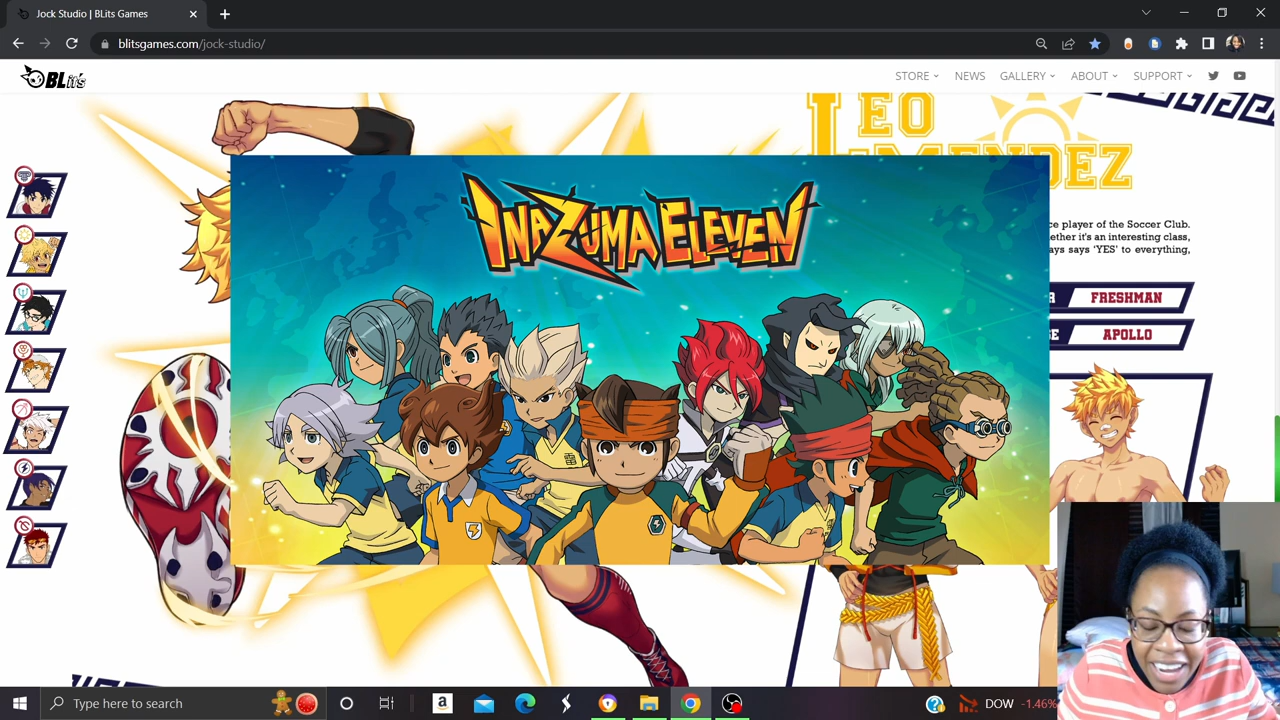 Jock Studio | BLits Games
blitsgames.com/jock-studio/
BLit's
STORE
NEWS
GALLERY
ABOUT
SUPPORT
LEO
MENDEZ
INAZUMA ELEVEN
ce player of the Soccer Club.
ether it's an interesting class,
ays says 'YES' to everything,
R FRESHMAN
SE APOLLO
Type here to search
DOW -1.46%